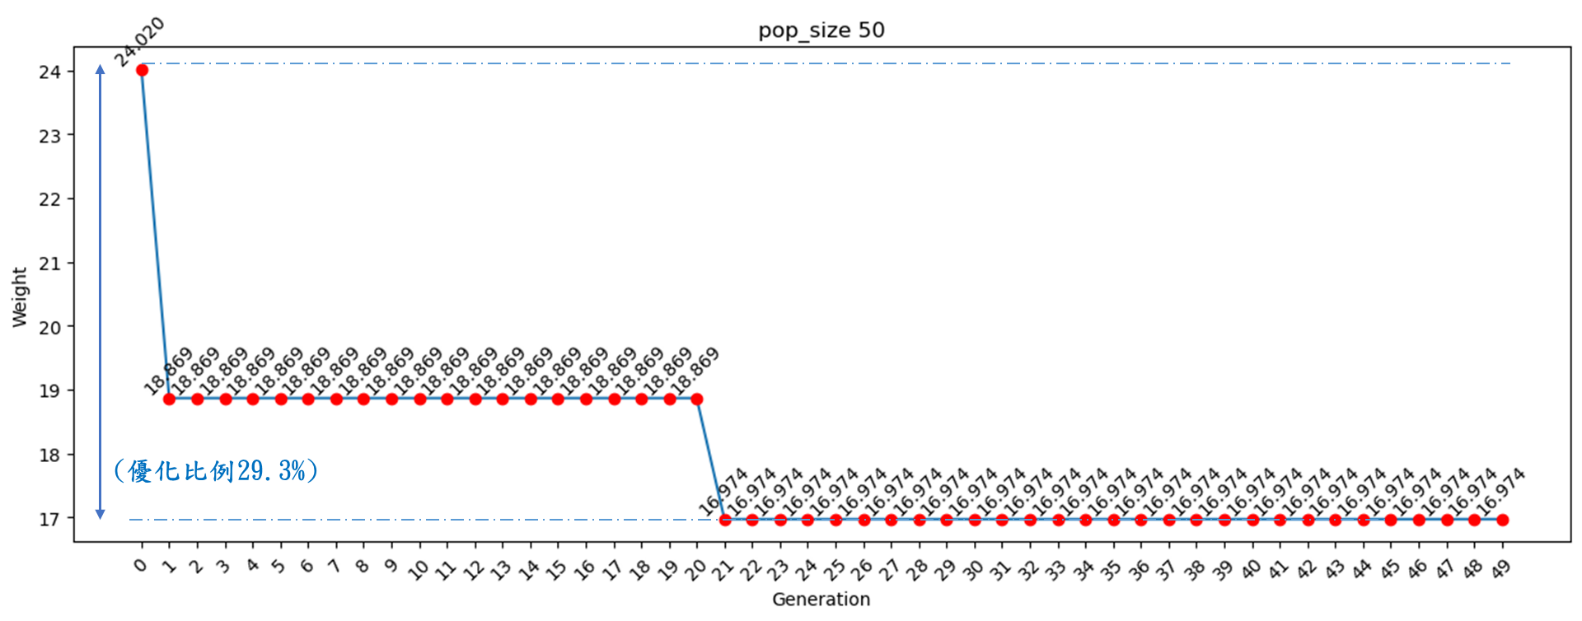 pop_size 50
24.020
24
23
22
21
20
19
18
17
Weight
18.869 18.869 18.869 18.869 18.869 18.869 18.869 18.869 18.869 18.869 18.869 18.869 18.869 18.869 18.869 18.869 18.869 18.869 18.869 18.869
(優化比例29.3%)
16.974 16.974 16.974 16.974 16.974 16.974 16.974 16.974 16.974 16.974 16.974 16.974 16.974 16.974 16.974 16.974 16.974 16.974 16.974 16.974 16.974 16.974 16.974 16.974 16.974 16.974 16.974 16.974 16.974
0 1 2 3 4 5 6 7 8 9 10 11 12 13 14 15 16 17 18 19 20 21 22 23 24 25 26 27 28 29 30 31 32 33 34 35 36 37 38 39 40 41 42 43 44 45 46 47 48 49
Generation